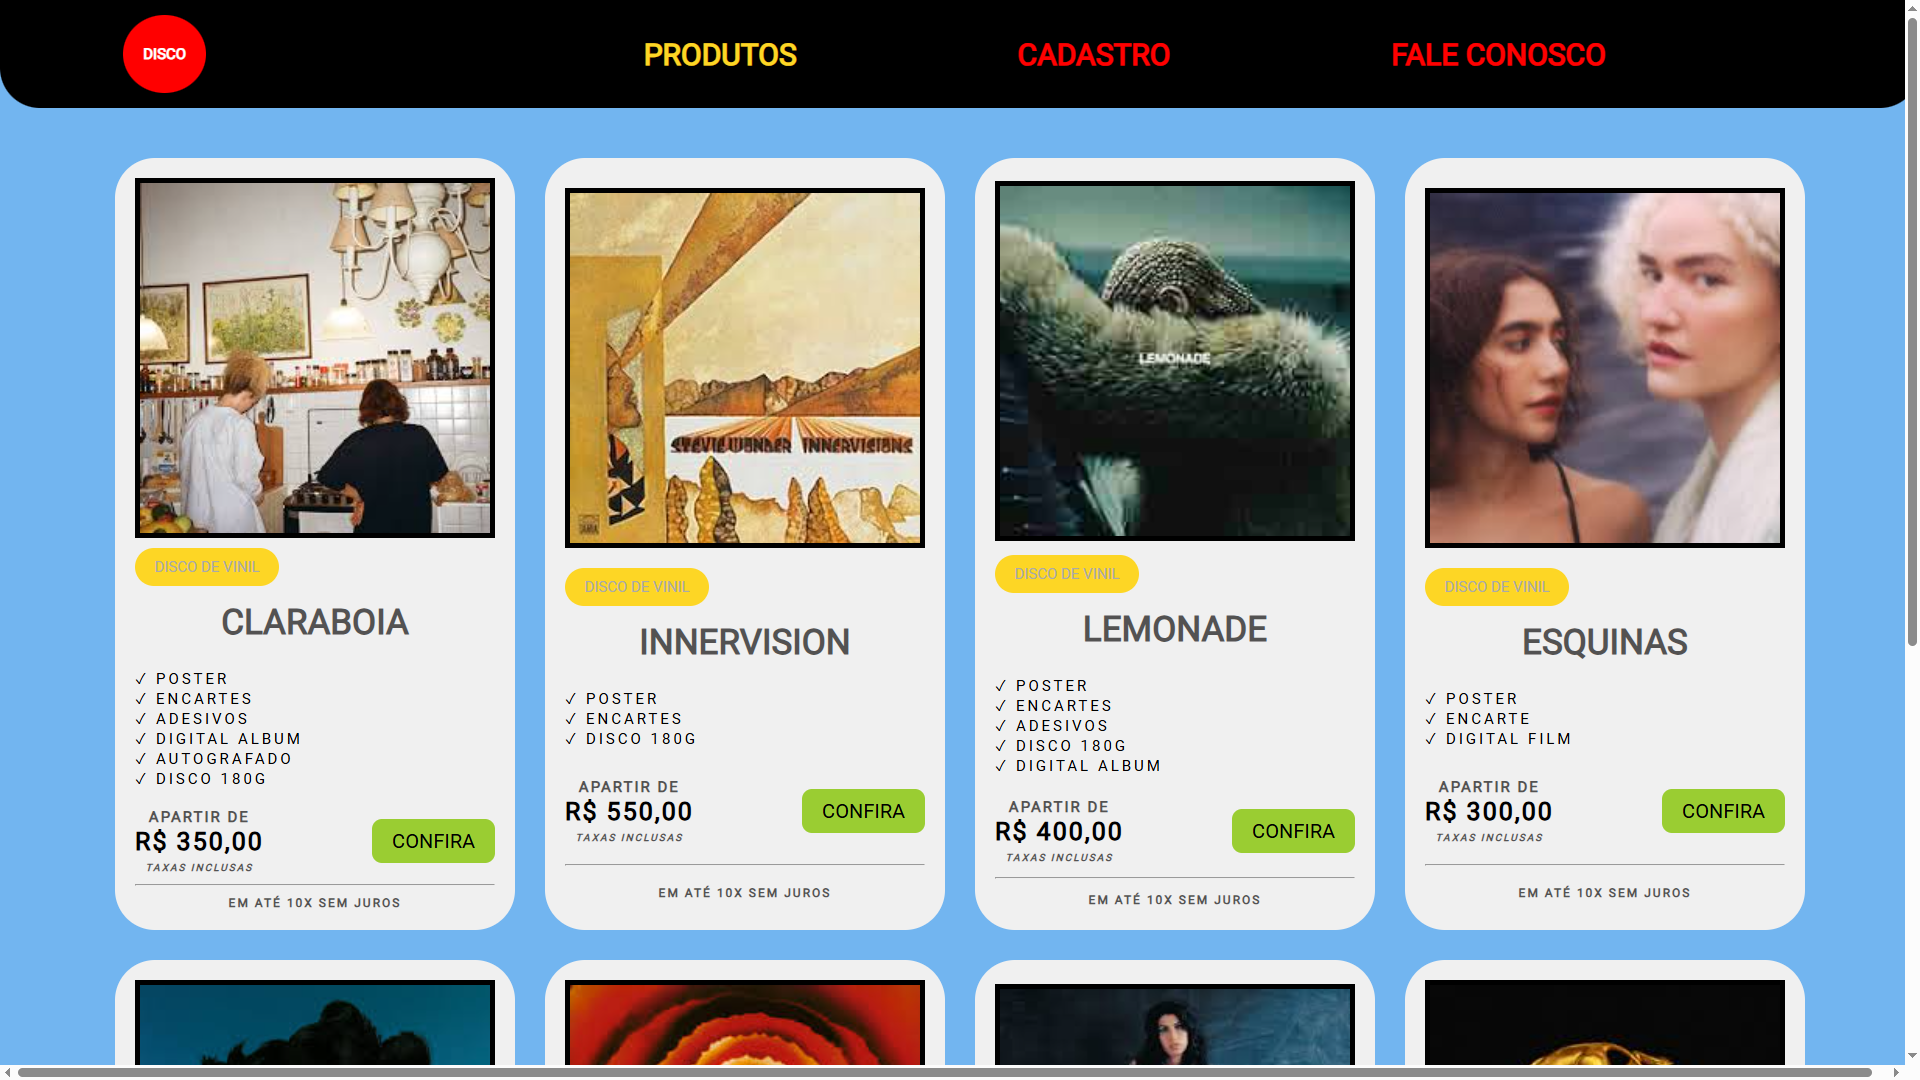 DISCO
PRODUTOS
CADASTRO
FALE CONOSCO
DISCO DE VINIL
CLARABOIA
✓ POSTER
✓ ENCARTES
✓ ADESIVOS
✓ DIGITAL ALBUM
✓ AUTOGRAFADO
✓ DISCO 180G
APARTIR DE
R$ 350,00
TAXAS INCLUSAS
CONFIRA
EM ATÉ 10X SEM JUROS
STEVIE WONDER INNERVISIONS
DISCO DE VINIL
INNERVISION
✓ POSTER
✓ ENCARTES
✓ DISCO 180G
APARTIR DE
R$ 550,00
TAXAS INCLUSAS
CONFIRA
EM ATÉ 10X SEM JUROS
LEMONADE
DISCO DE VINIL
LEMONADE
✓ POSTER
✓ ENCARTES
✓ ADESIVOS
✓ DISCO 180G
✓ DIGITAL ALBUM
APARTIR DE
R$ 400,00
TAXAS INCLUSAS
CONFIRA
EM ATÉ 10X SEM JUROS
DISCO DE VINIL
ESQUINAS
✓ POSTER
✓ ENCARTE
✓ DIGITAL FILM
APARTIR DE
R$ 300,00
TAXAS INCLUSAS
CONFIRA
EM ATÉ 10X SEM JUROS